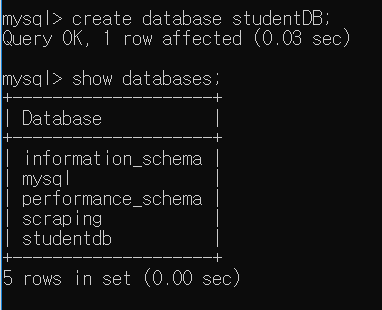 mysql> create database studentDB;
Query OK, 1 row affected (0.03 sec)
mysql> show databases;
+--------------------+
| Database           |
+--------------------+
| information_schema |
| mysql              |
| performance_schema |
| scraping           |
| studentdb          |
+--------------------+
5 rows in set (0.00 sec)